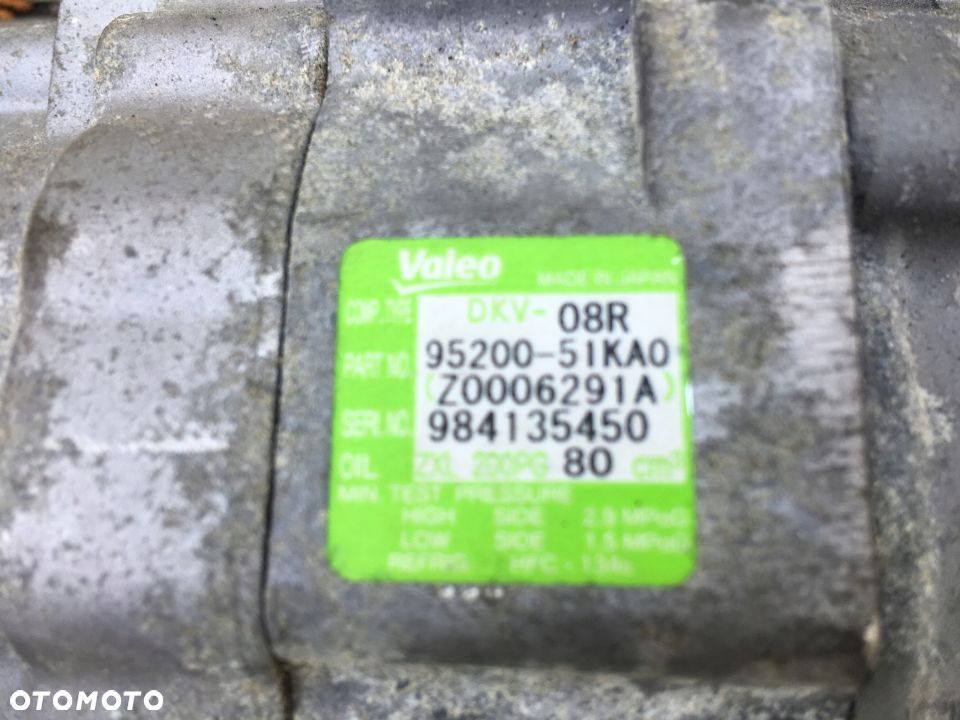 Valeo MADE IN JAPAN
COMP. TYPE DKV- 08R
PART NO. 95200-51KA0
(Z0006291A)
SERI. NO. 984135450
OIL ZXL 200PG 80 cm³
MIN. TEST PRESSURE
HIGH SIDE 2.9 MPaG
LOW SIDE 1.5 MPaG
REFRIG. HFC - 134a
OTOMOTO